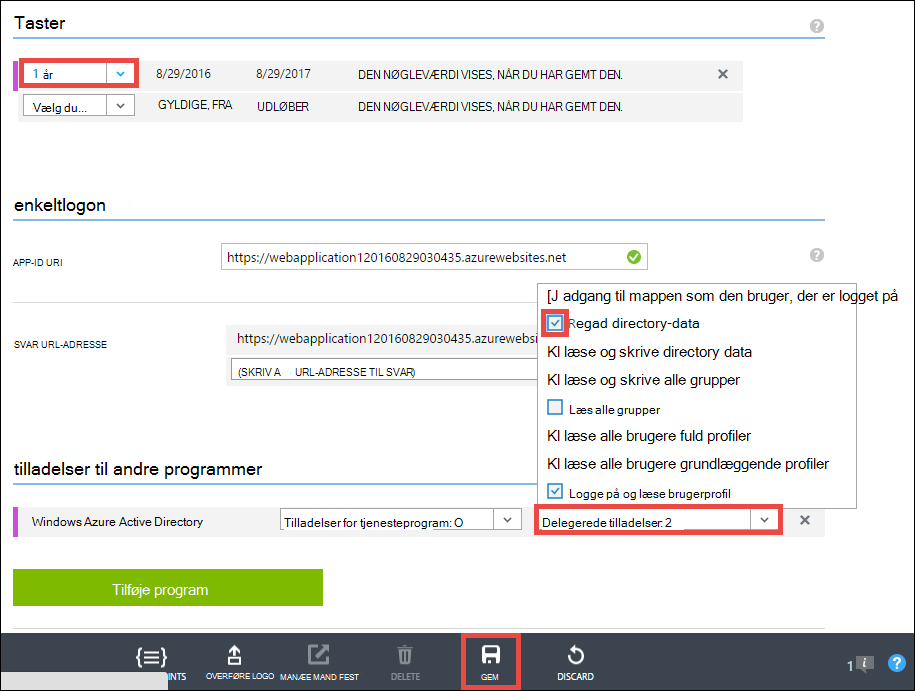 Taster
1 år 8/29/2016 8/29/2017 DEN NØGLEVÆRDI VISES, NÅR DU HAR GEMT DEN.
Vælg du... GYLDIGE, FRA UDLØBER DEN NØGLEVÆRDI VISES, NÅR DU HAR GEMT DEN.
enkeltlogon
APP-ID URI https://webapplication120160829030435.azurewebsites.net
[J adgang til mappen som den bruger, der er logget på
Regad directory-data
SVAR URL-ADRESSE https://webapplication120160829030435.azurewebsi
KI læse og skrive directory data
(SKRIV A URL-ADRESSE TIL SVAR)
KI læse og skrive alle grupper
Læs alle grupper
KI læse alle brugere fuld profiler
KI læse alle brugere grundlæggende profiler
Logge på og læse brugerprofil
tilladelser til andre programmer
Windows Azure Active Directory Tilladelser for tjenesteprogram: O Delegerede tilladelser: 2
Tilføje program
INTS OVERFØRE LOGO MANÆE MAND FEST DELETE GEM DISCARD 1